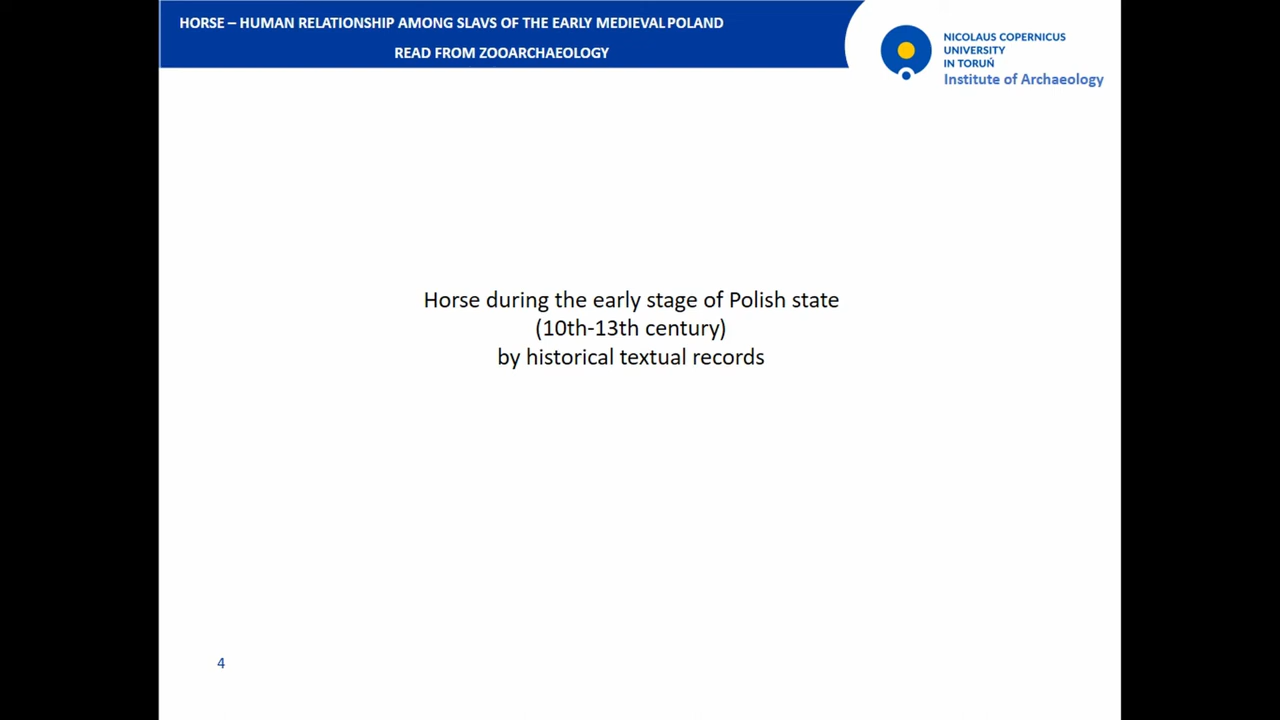 HORSE – HUMAN RELATIONSHIP AMONG SLAVS OF THE EARLY MEDIEVAL POLAND
READ FROM ZOOARCHAEOLOGY
NICOLAUS COPERNICUS
UNIVERSITY
IN TORUŃ
Institute of Archaeology
Horse during the early stage of Polish state
(10th-13th century)
by historical textual records
4